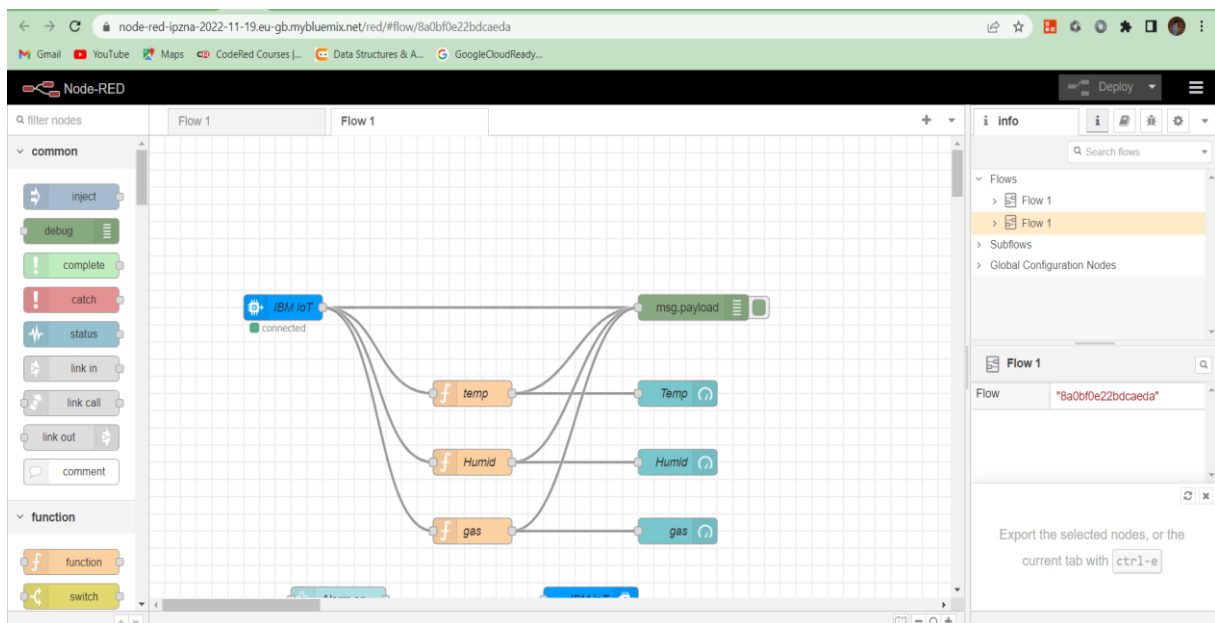 node-red-ipzna-2022-11-19.eu-gb.mybluemix.net/red/#flow/8a0bf0e22bdcaeda
Gmail YouTube Maps CodeRed Courses |... Data Structures & A... GoogleCloudReady...
Node-RED Deploy
filter nodes Flow 1 Flow 1 i info
common Search flows
inject
debug
complete
catch
status
link in
link call
link out
comment
function
function
switch
IBM IoT msg.payload
connected
temp Temp
Humid Humid
gas gas
IBM IoT
Flows
Flow 1
Flow 1
Subflows
Global Configuration Nodes
Flow 1
Flow "8a0bf0e22bdcaeda"
Export the selected nodes, or the
current tab with ctrl-e